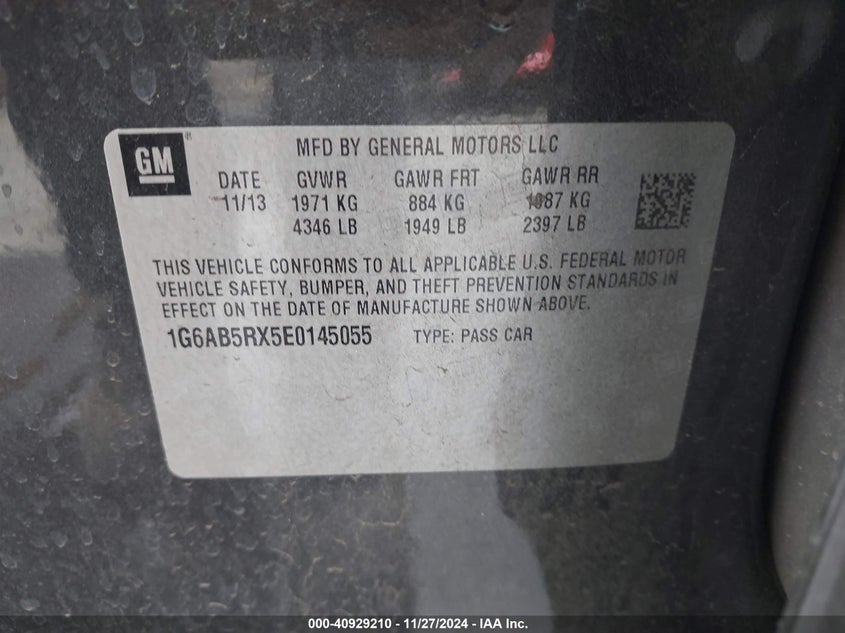 GM
MFD BY GENERAL MOTORS LLC
DATE GVWR GAWR FRT GAWR RR
11/13 1971 KG 884 KG 1087 KG
4346 LB 1949 LB 2397 LB
THIS VEHICLE CONFORMS TO ALL APPLICABLE U.S. FEDERAL MOTOR
VEHICLE SAFETY, BUMPER, AND THEFT PREVENTION STANDARDS IN
EFFECT ON THE DATE OF MANUFACTURE SHOWN ABOVE.
1G6AB5RX5E0145055 TYPE: PASS CAR
000-40929210 - 11/27/2024 - IAA Inc.